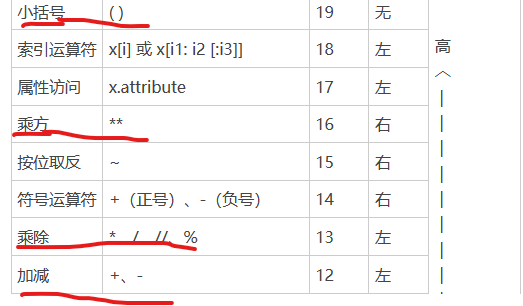 小括号 ( ) 19 无
索引运算符 x[i] 或 x[i1: i2 [:i3]] 18 左 高
属性访问 x.attribute 17 左
乘方 ** 16 右
按位取反 ~ 15 右
符号运算符 +（正号）、-（负号） 14 右
乘除 *、/、//、% 13 左
加减 +、- 12 左